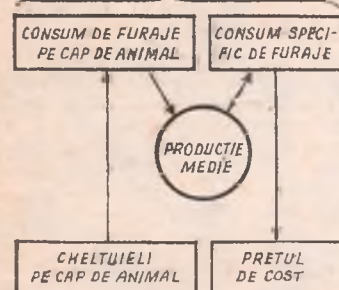 CONSUM DE FURAJE
PE CAP DE ANIMAL
CONSUM SPECI-
FIC DE FURAJE
PRODUCTIE
MEDIE
CHELTUIELI
PE CAP DE ANIMAL
PRETUL
DE COST